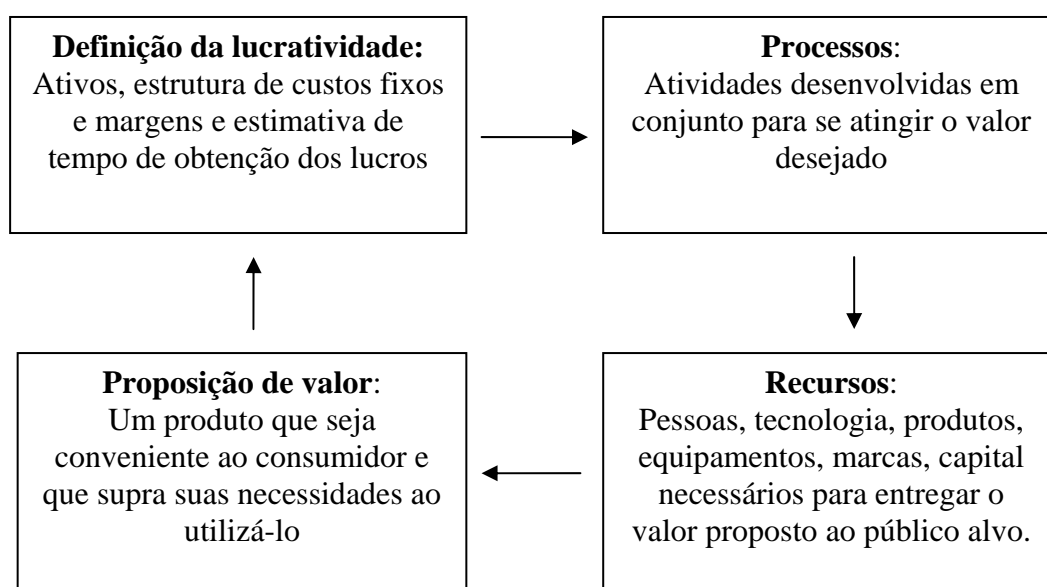 Definição da lucratividade:
Ativos, estrutura de custos fixos
e margens e estimativa de
tempo de obtenção dos lucros
Processos:
Atividades desenvolvidas em
conjunto para se atingir o valor
desejado
Proposição de valor:
Um produto que seja
conveniente ao consumidor e
que supra suas necessidades ao
utilizá-lo
Recursos:
Pessoas, tecnologia, produtos,
equipamentos, marcas, capital
necessários para entregar o
valor proposto ao público alvo.